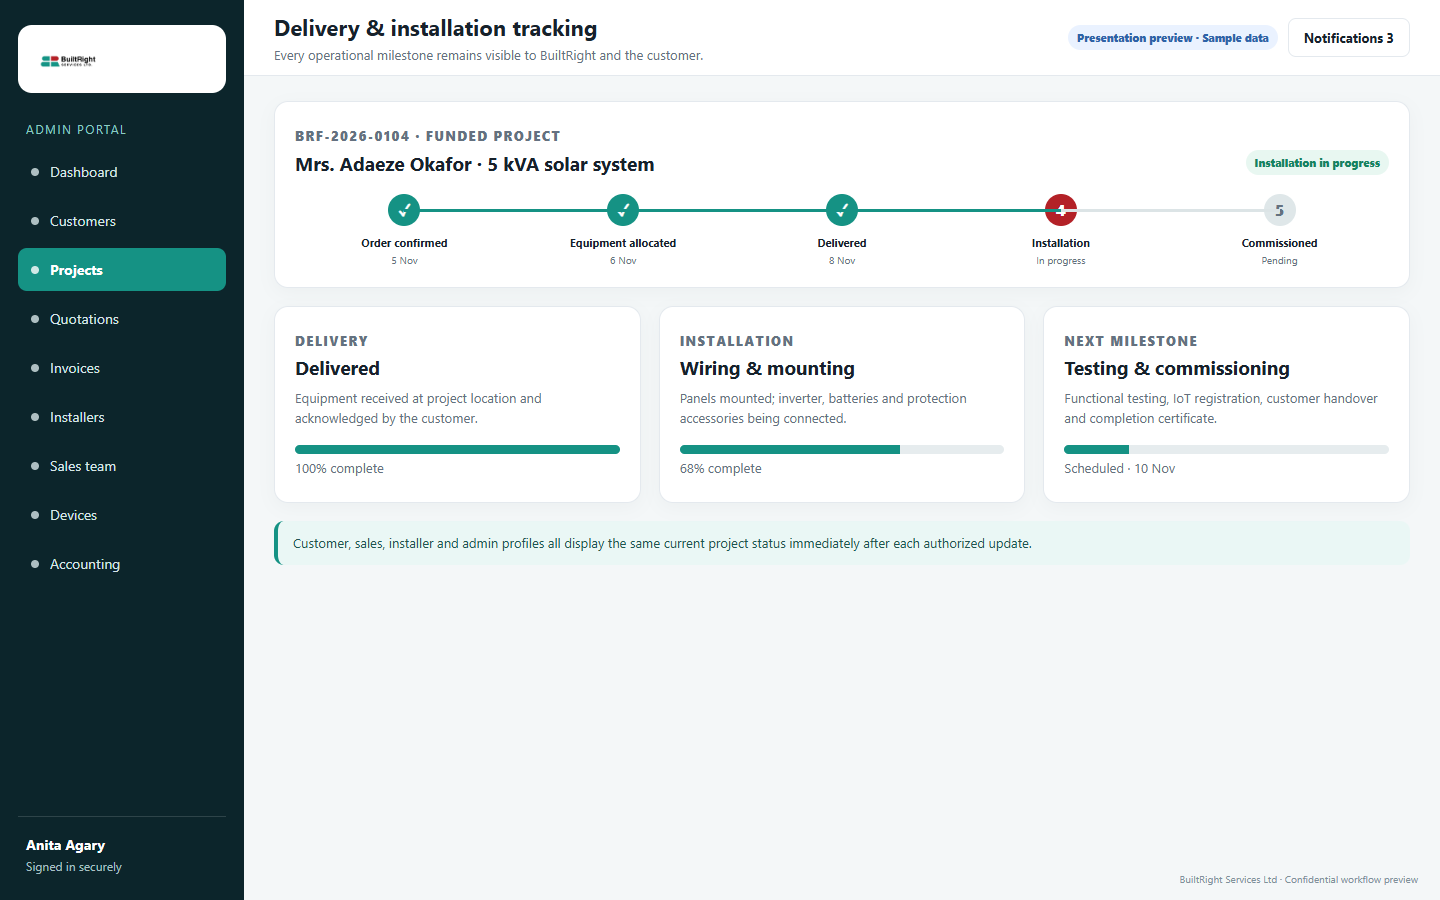 BuiltRight
SERVICES LTD
ADMIN PORTAL
Dashboard
Customers
Projects
Quotations
Invoices
Installers
Sales team
Devices
Accounting
Anita Agary
Signed in securely
Delivery & installation tracking
Every operational milestone remains visible to BuiltRight and the customer.
Presentation preview · Sample data
Notifications 3
BRF-2026-0104 · FUNDED PROJECT
Mrs. Adaeze Okafor · 5 kVA solar system
Installation in progress
✓ ✓ ✓ 4 5
Order confirmed
5 Nov
Equipment allocated
6 Nov
Delivered
8 Nov
Installation
In progress
Commissioned
Pending
DELIVERY
Delivered
Equipment received at project location and
acknowledged by the customer.
100% complete
INSTALLATION
Wiring & mounting
Panels mounted; inverter, batteries and protection
accessories being connected.
68% complete
NEXT MILESTONE
Testing & commissioning
Functional testing, IoT registration, customer handover
and completion certificate.
Scheduled · 10 Nov
Customer, sales, installer and admin profiles all display the same current project status immediately after each authorized update.
BuiltRight Services Ltd · Confidential workflow preview